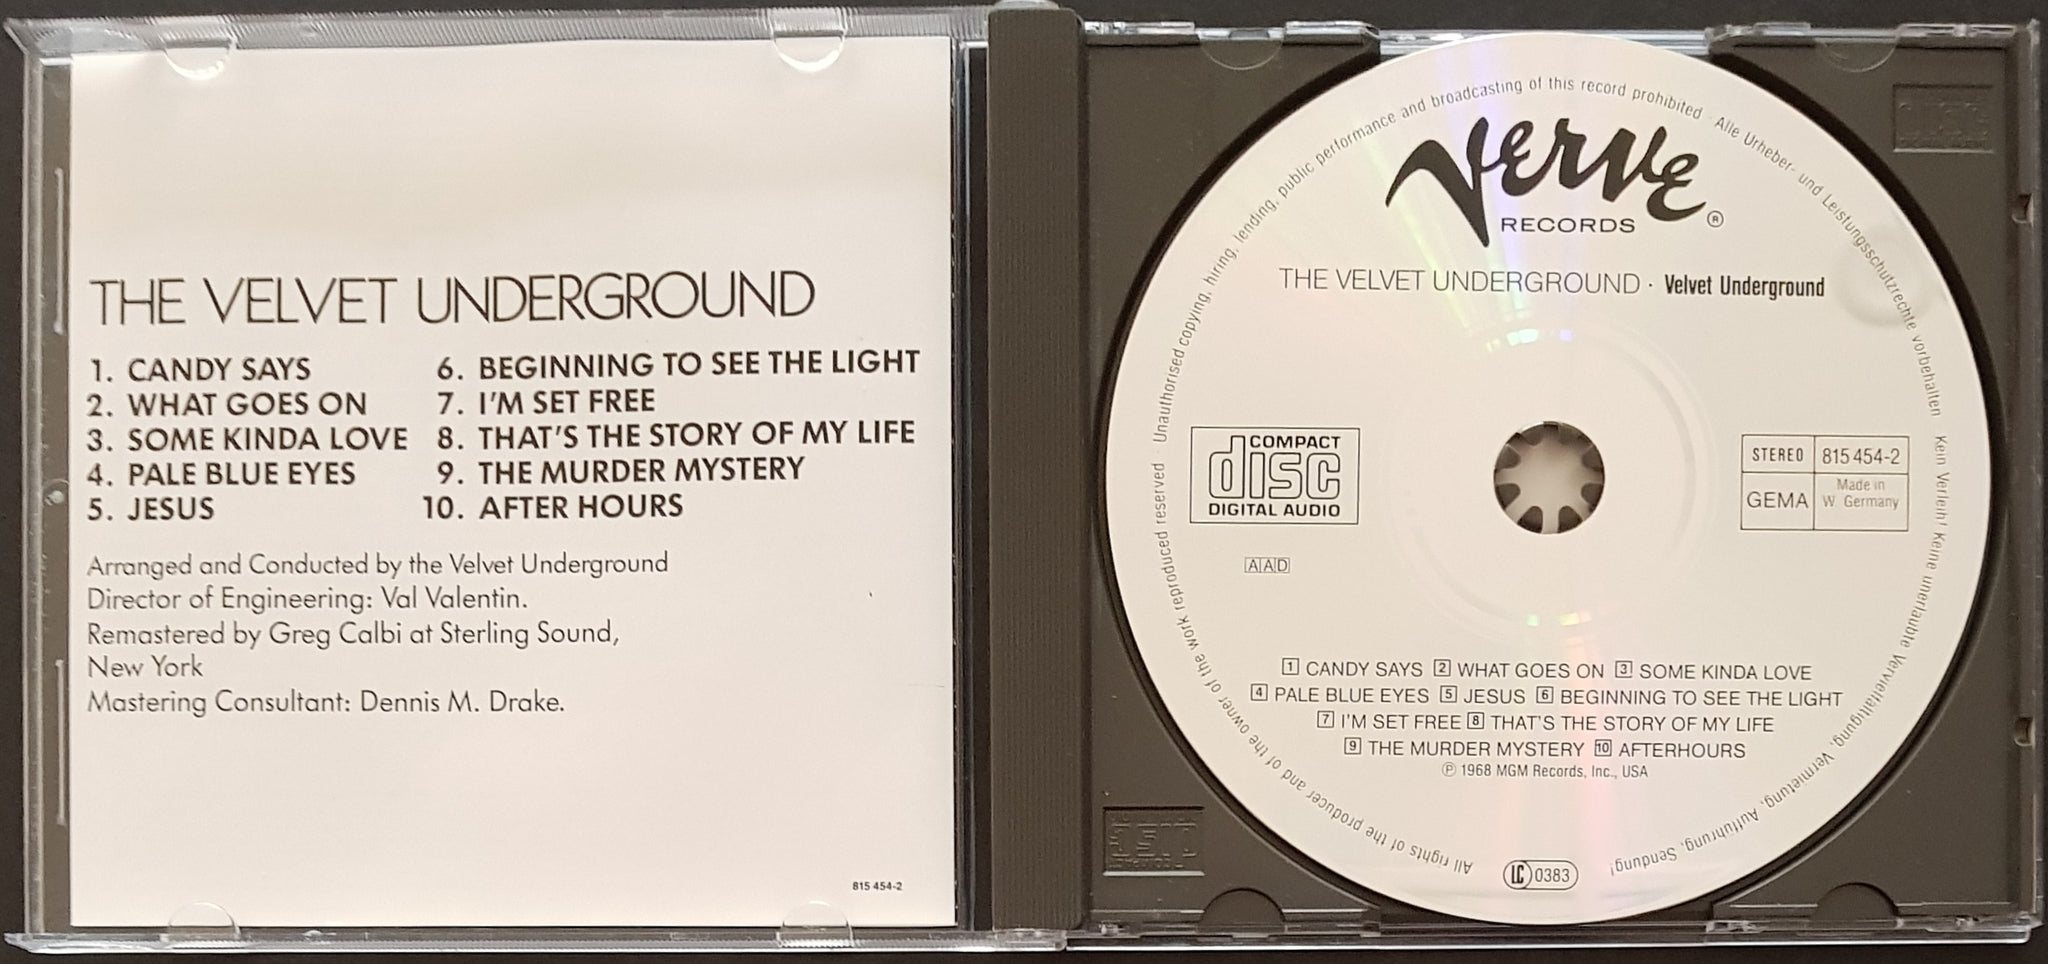 THE VELVET UNDERGROUND
1. CANDY SAYS
2. WHAT GOES ON
3. SOME KINDA LOVE
4. PALE BLUE EYES
5. JESUS
6. BEGINNING TO SEE THE LIGHT
7. I'M SET FREE
8. THAT'S THE STORY OF MY LIFE
9. THE MURDER MYSTERY
10. AFTER HOURS
Arranged and Conducted by the Velvet Underground
Director of Engineering: Val Valentin.
Remastered by Greg Calbi at Sterling Sound,
New York
Mastering Consultant: Dennis M. Drake.
815 454-2
All rights of the producer and of the owner of the work reproduced reserved · Unauthorised copying, hiring, lending, public performance and broadcasting of this record prohibited · Alle Urheber- und Leistungsschutzrechte vorbehalten · Kein Verleih! Keine unerlaubte Vervielfältigung, Vermietung, Aufführung, Sendung!
Verve
RECORDS ®
THE VELVET UNDERGROUND · Velvet Underground
COMPACT
disc
DIGITAL AUDIO
AAD
STEREO 815 454-2
GEMA Made in
W. Germany
1 CANDY SAYS 2 WHAT GOES ON 3 SOME KINDA LOVE
4 PALE BLUE EYES 5 JESUS 6 BEGINNING TO SEE THE LIGHT
7 I'M SET FREE 8 THAT'S THE STORY OF MY LIFE
9 THE MURDER MYSTERY 10 AFTERHOURS
℗ 1968 MGM Records, Inc., USA
LC 0383